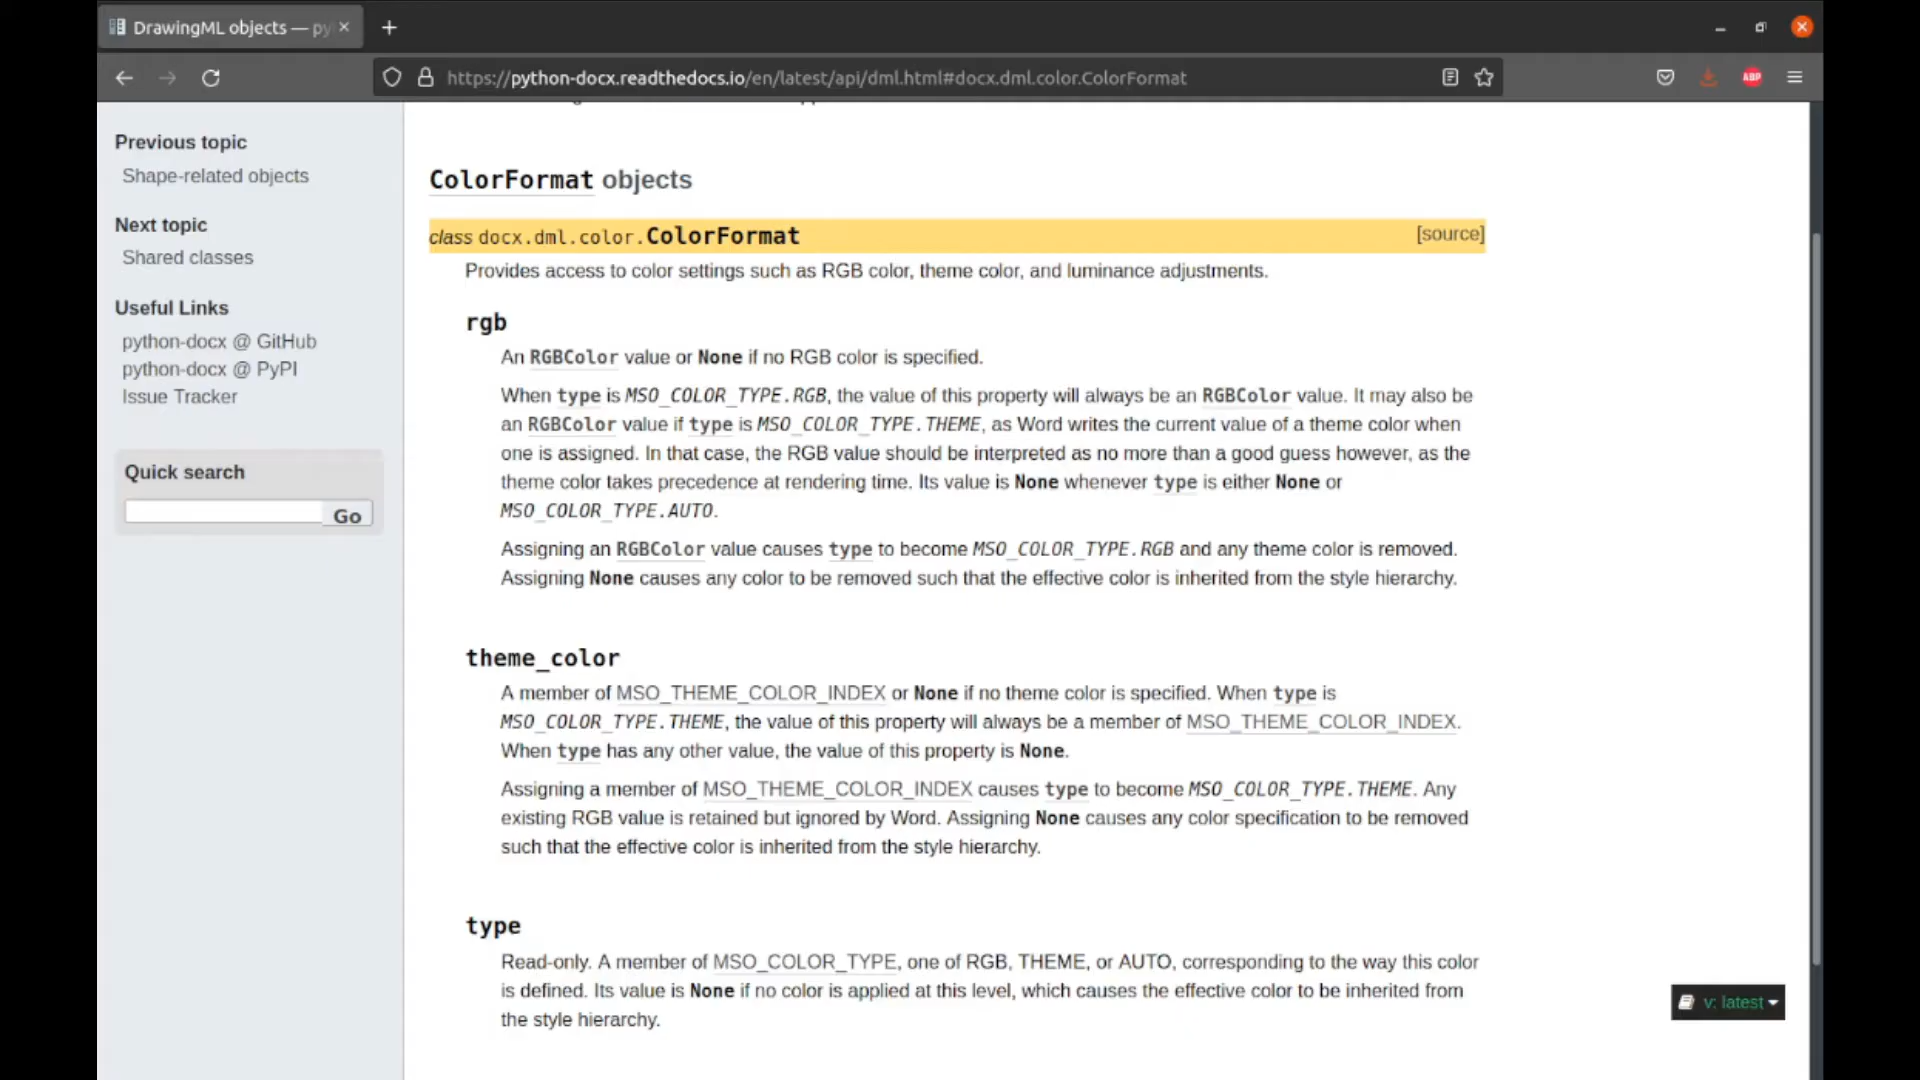 DrawingML objects — py
https://python-docx.readthedocs.io/en/latest/api/dml.html#docx.dml.color.ColorFormat
ABP
Previous topic
Shape-related objects
Next topic
Shared classes
Useful Links
python-docx @ GitHub
python-docx @ PyPI
Issue Tracker
Quick search
Go
ColorFormat objects
class docx.dml.color.ColorFormat [source]
Provides access to color settings such as RGB color, theme color, and luminance adjustments.
rgb
An RGBColor value or None if no RGB color is specified.
When type is MSO_COLOR_TYPE.RGB, the value of this property will always be an RGBColor value. It may also be
an RGBColor value if type is MSO_COLOR_TYPE.THEME, as Word writes the current value of a theme color when
one is assigned. In that case, the RGB value should be interpreted as no more than a good guess however, as the
theme color takes precedence at rendering time. Its value is None whenever type is either None or
MSO_COLOR_TYPE.AUTO.
Assigning an RGBColor value causes type to become MSO_COLOR_TYPE.RGB and any theme color is removed.
Assigning None causes any color to be removed such that the effective color is inherited from the style hierarchy.
theme_color
A member of MSO_THEME_COLOR_INDEX or None if no theme color is specified. When type is
MSO_COLOR_TYPE.THEME, the value of this property will always be a member of MSO_THEME_COLOR_INDEX.
When type has any other value, the value of this property is None.
Assigning a member of MSO_THEME_COLOR_INDEX causes type to become MSO_COLOR_TYPE.THEME. Any
existing RGB value is retained but ignored by Word. Assigning None causes any color specification to be removed
such that the effective color is inherited from the style hierarchy.
type
Read-only. A member of MSO_COLOR_TYPE, one of RGB, THEME, or AUTO, corresponding to the way this color
is defined. Its value is None if no color is applied at this level, which causes the effective color to be inherited from
the style hierarchy.
v: latest